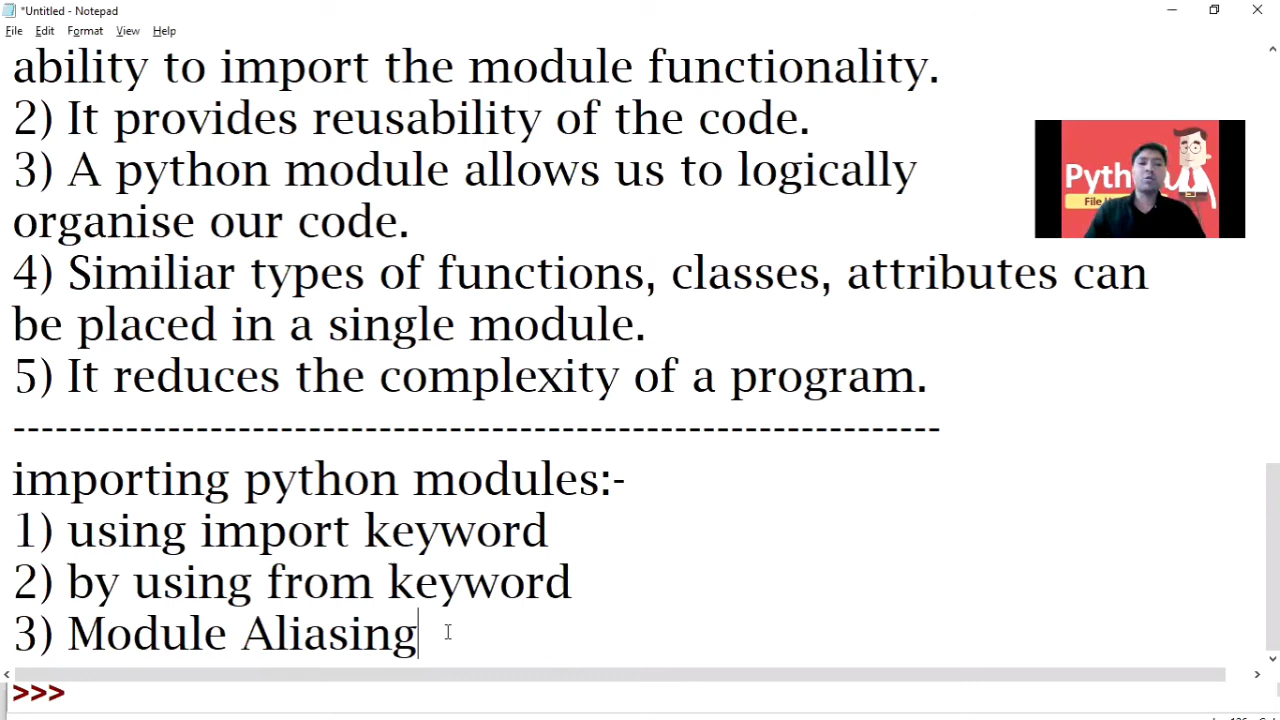 *Untitled - Notepad
File Edit Format View Help
ability to import the module functionality.
2) It provides reusability of the code.
3) A python module allows us to logically
organise our code.
4) Similiar types of functions, classes, attributes can
be placed in a single module.
5) It reduces the complexity of a program.
------------------------------------------------------------------
importing python modules:-
1) using import keyword
2) by using from keyword
3) Module Aliasing
>>>